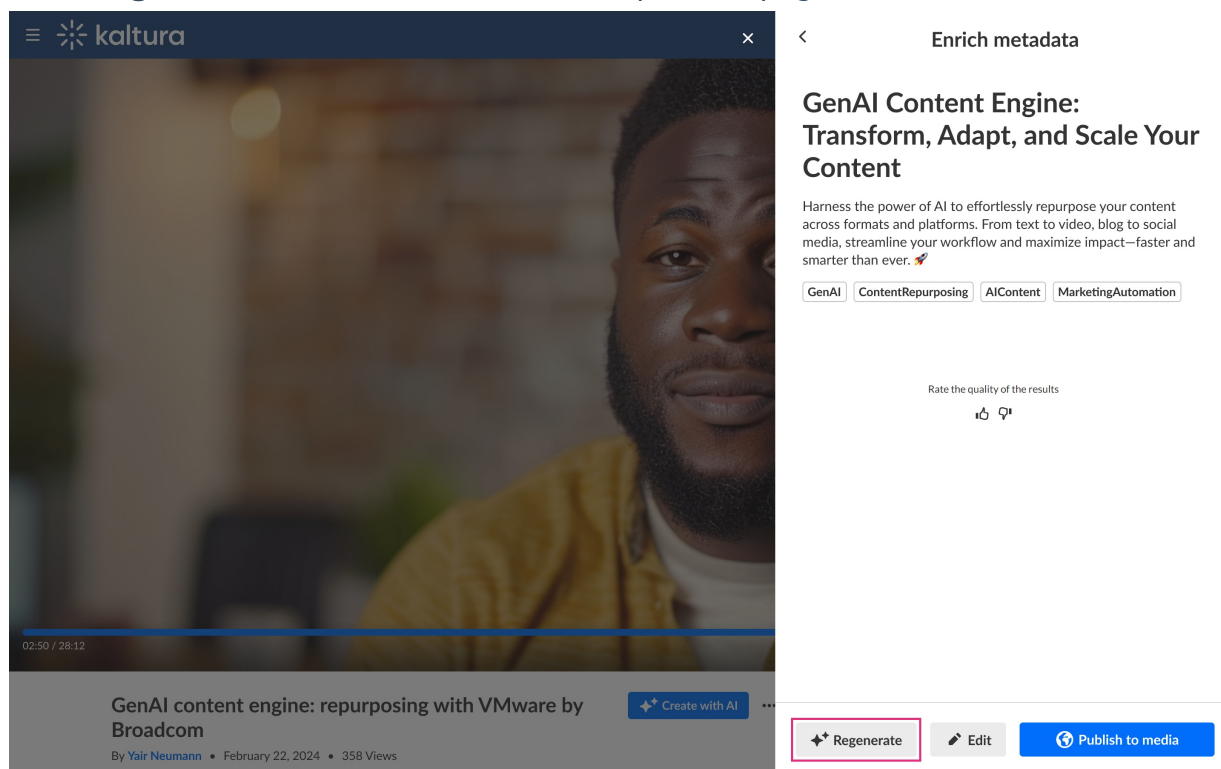 kaltura
02:50 / 28:12
GenAI content engine: repurposing with VMware by
Broadcom
Create with AI
By Yair Neumann • February 22, 2024 • 358 Views
Enrich metadata
GenAI Content Engine:
Transform, Adapt, and Scale Your
Content
Harness the power of AI to effortlessly repurpose your content
across formats and platforms. From text to video, blog to social
media, streamline your workflow and maximize impact—faster and
smarter than ever. 🚀
GenAI ContentRepurposing AIContent MarketingAutomation
Rate the quality of the results
Regenerate Edit Publish to media